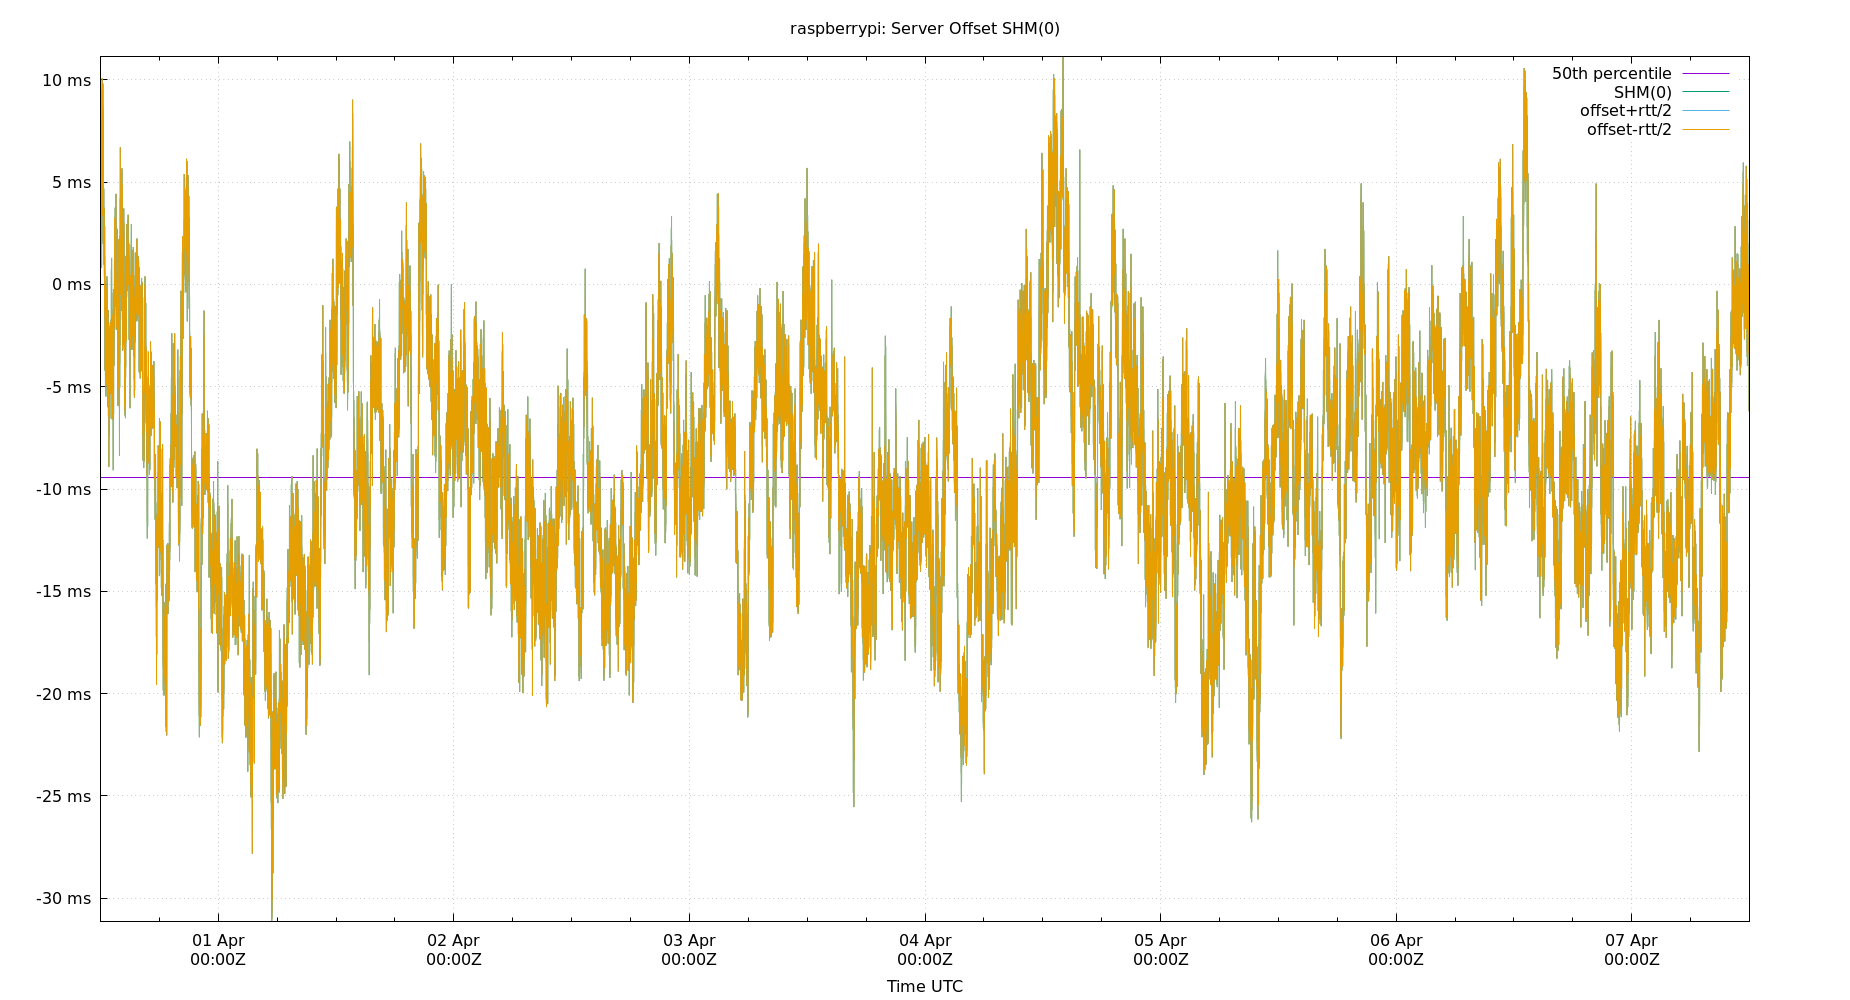 raspberrypi: Server Offset SHM(0)
10 ms
5 ms
0 ms
-5 ms
-10 ms
-15 ms
-20 ms
-25 ms
-30 ms
50th percentile
SHM(0)
offset+rtt/2
offset-rtt/2
01 Apr
00:00Z
02 Apr
00:00Z
03 Apr
00:00Z
04 Apr
00:00Z
05 Apr
00:00Z
06 Apr
00:00Z
07 Apr
00:00Z
Time UTC